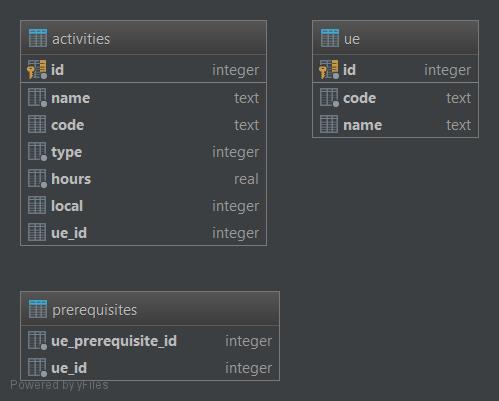 activities
id integer
name text
code text
type integer
hours real
local integer
ue_id integer
ue
id integer
code text
name text
prerequisites
ue_prerequisite_id integer
ue_id integer
Powered by yFiles